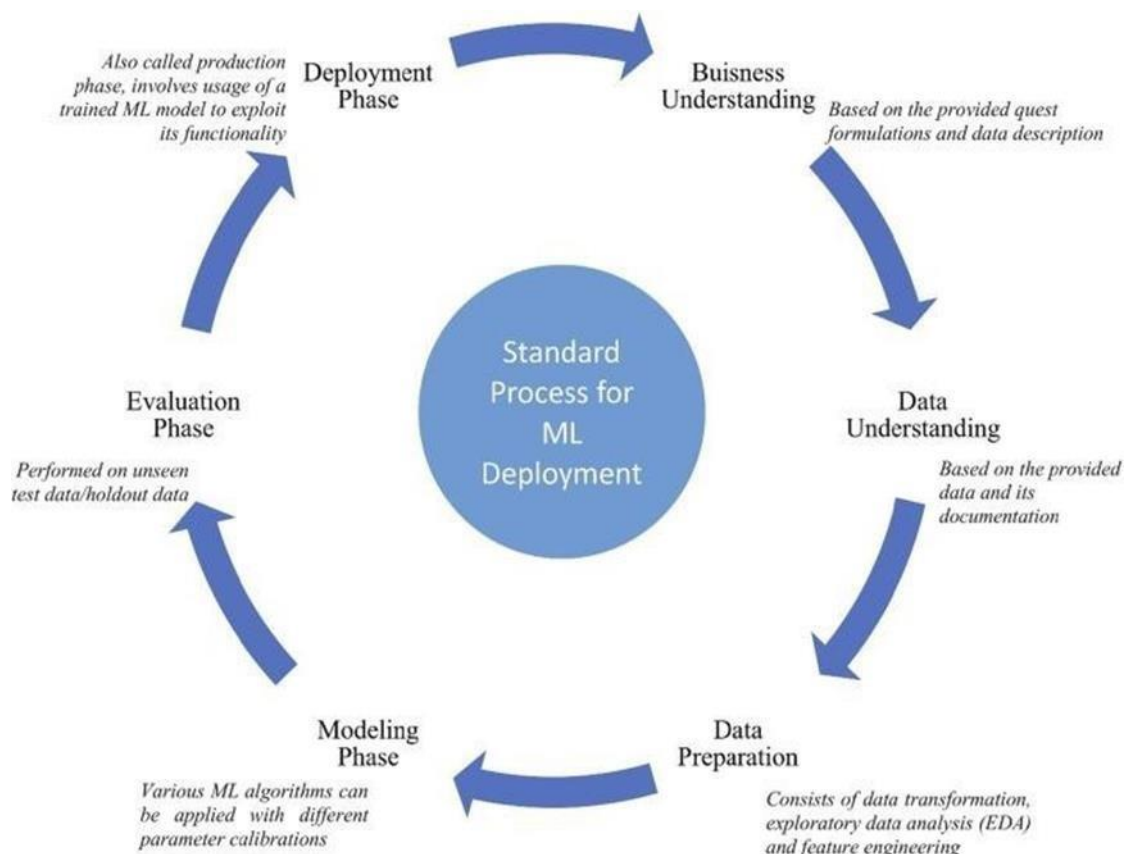 Deployment
Phase
Also called production
phase, involves usage of a
trained ML model to exploit
its functionality
Buisness
Understanding
Based on the provided quest
formulations and data description
Data
Understanding
Based on the provided
data and its
documentation
Data
Preparation
Consists of data transformation,
exploratory data analysis (EDA)
and feature engineering
Modeling
Phase
Various ML algorithms can
be applied with different
parameter calibrations
Evaluation
Phase
Performed on unseen
test data/holdout data
Standard
Process for
ML
Deployment